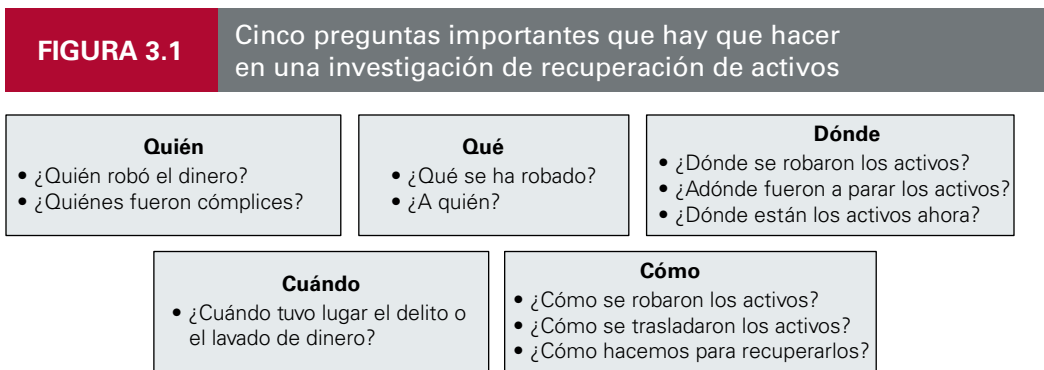 FIGURA 3.1
Cinco preguntas importantes que hay que hacer
en una investigación de recuperación de activos
Quién
• ¿Quién robó el dinero?
• ¿Quiénes fueron cómplices?
Qué
• ¿Qué se ha robado?
• ¿A quién?
Dónde
• ¿Dónde se robaron los activos?
• ¿Adónde fueron a parar los activos?
• ¿Dónde están los activos ahora?
Cuándo
• ¿Cuándo tuvo lugar el delito o
el lavado de dinero?
Cómo
• ¿Cómo se robaron los activos?
• ¿Cómo se trasladaron los activos?
• ¿Cómo hacemos para recuperarlos?